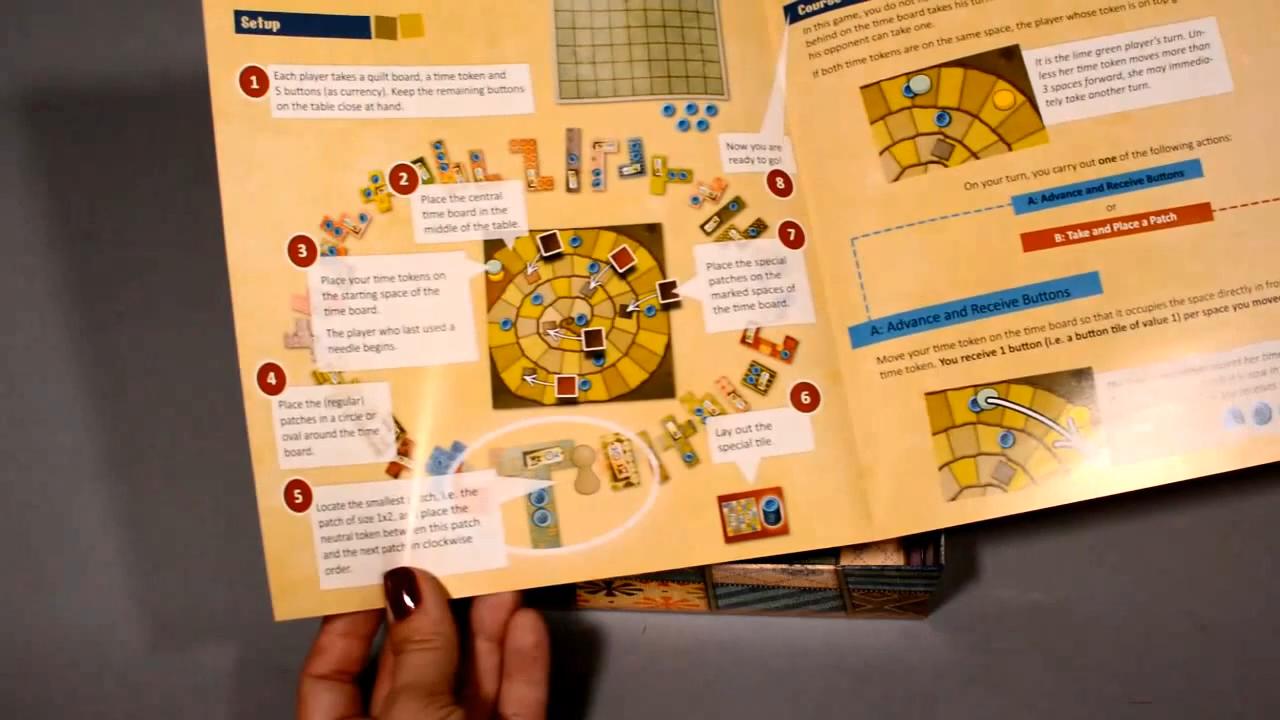 Setup
1
Each player takes a quilt board, a time token and
5 buttons (as currency). Keep the remaining buttons
on the table close at hand.
2
Place the central
time board in the
middle of the table.
3
Place your time tokens on
the starting space of the
time board.
The player who last used a
needle begins.
4
Place the (regular)
patches in a circle or
oval around the time
board.
5
Locate the smallest i.e. the
patch of size 1x2, place the
neutral token between this patch
and the next patch in clockwise
order.
6
Lay out the
special tile.
7
Place the special
patches on the
marked spaces of
the time board.
8
Now you are
ready to go!
In this game, you do not
behind on the time board takes his
his opponent can take one.
If both time tokens are on the same space, the player whose token is on top
It is the lime green player's turn. Un-
less her time token moves more than
3 spaces forward, she may immedia-
tely take another turn.
On your turn, you carry out one of the following actions:
A: Advance and Receive Buttons
or
B: Take and Place a Patch
A: Advance and Receive Buttons
Move your time token on the time board so that it occupies the space directly in
time token. You receive 1 button (i.e. a button tile of value 1) per space you